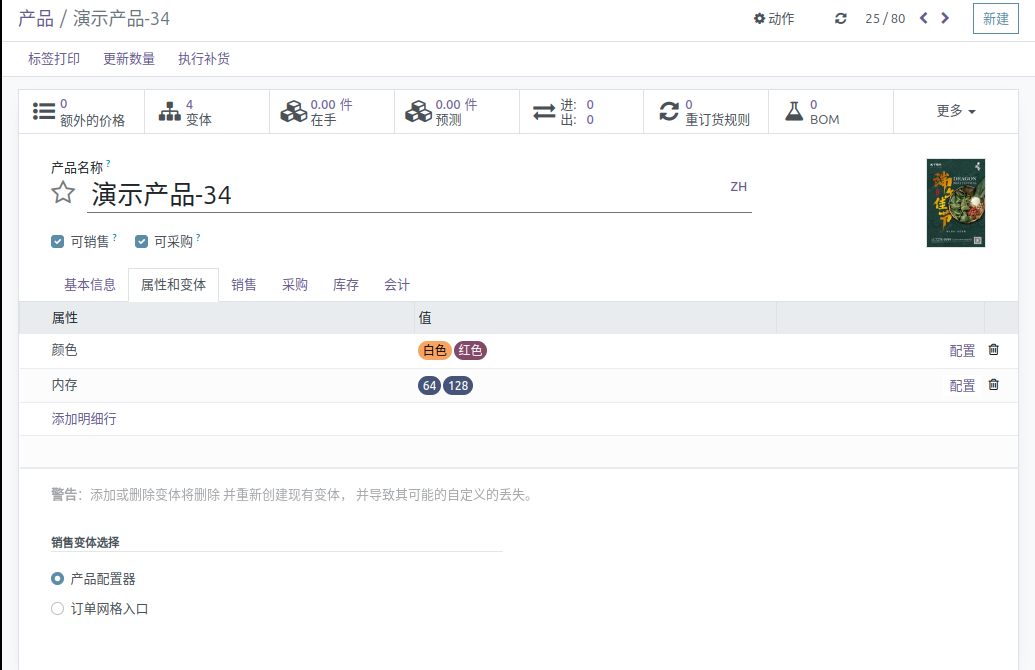 产品 / 演示产品-34 动作 25 / 80 新建
标签打印 更新数量 执行补货
0 额外的价格
4 变体
0.00 件 在手
0.00 件 预测
进: 0
出: 0
0 重订货规则
0 BOM
更多
产品名称 ?
演示产品-34 ZH
DRAGON
端午佳节
可销售 ? 可采购 ?
基本信息 属性和变体 销售 采购 库存 会计
属性 值
颜色 白色 红色 配置
内存 64 128 配置
添加明细行
警告: 添加或删除变体将删除 并重新创建现有变体, 并导致其可能的自定义的丢失。
销售变体选择
产品配置器
订单网格入口